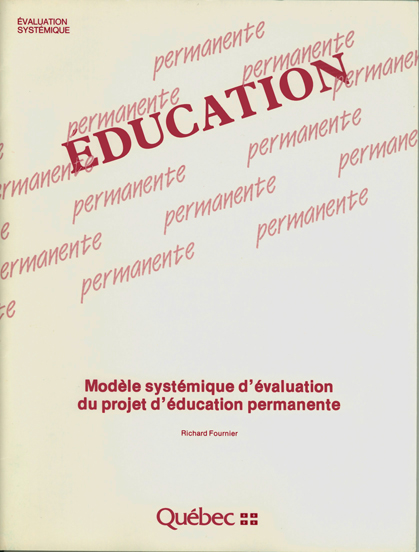 ÉVALUATION
SYSTÉMIQUE
permanente
permanente
permanente
permanente
ÉDUCATION
permanente
permanente
permanente
permanente
permanente
permanente
permanente
permanente
Modèle systémique d'évaluation
du projet d'éducation permanente
Richard Fournier
Québec